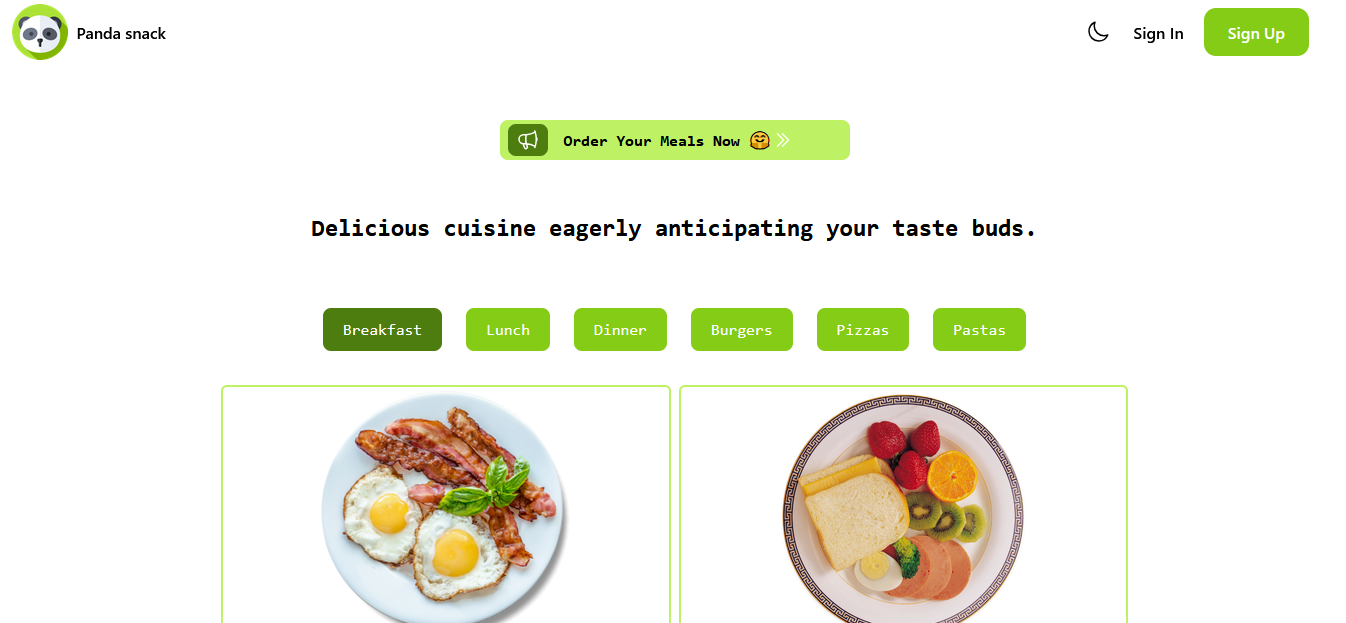 Panda snack
Sign In
Sign Up
Order Your Meals Now 🤗
Delicious cuisine eagerly anticipating your taste buds.
Breakfast Lunch Dinner Burgers Pizzas Pastas